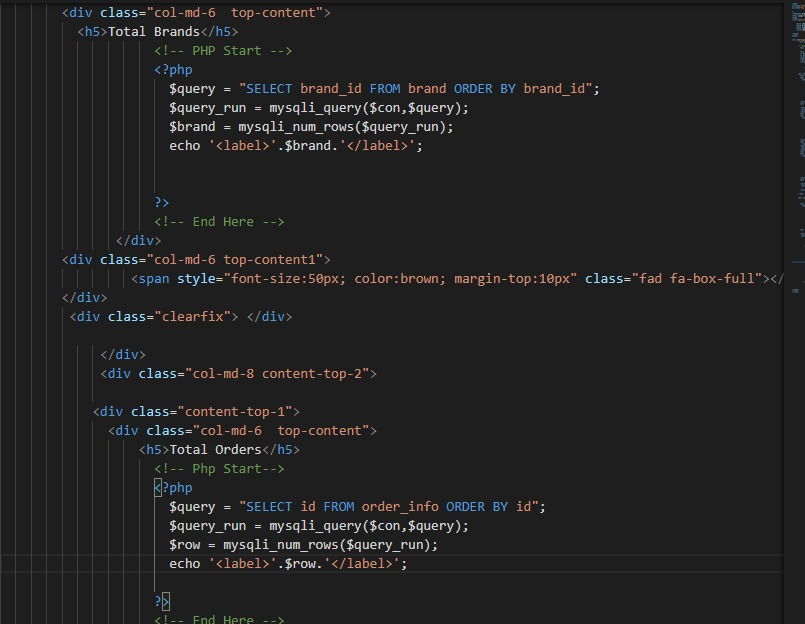 <div class="col-md-6  top-content">
<h5>Total Brands</h5>
<!-- PHP Start -->
<?php
$query = "SELECT brand_id FROM brand ORDER BY brand_id";
$query_run = mysqli_query($con,$query);
$brand = mysqli_num_rows($query_run);
echo '<label>'.$brand.'</label>';
?>
<!-- End Here -->
</div>
<div class="col-md-6 top-content1">
<span style="font-size:50px; color:brown; margin-top:10px" class="fad fa-box-full"></
</div>
<div class="clearfix"> </div>
</div>
<div class="col-md-8 content-top-2">
<div class="content-top-1">
<div class="col-md-6  top-content">
<h5>Total Orders</h5>
<!-- Php Start-->
<?php
$query = "SELECT id FROM order_info ORDER BY id";
$query_run = mysqli_query($con,$query);
$row = mysqli_num_rows($query_run);
echo '<label>'.$row.'</label>';
?>
<!-- End Here -->